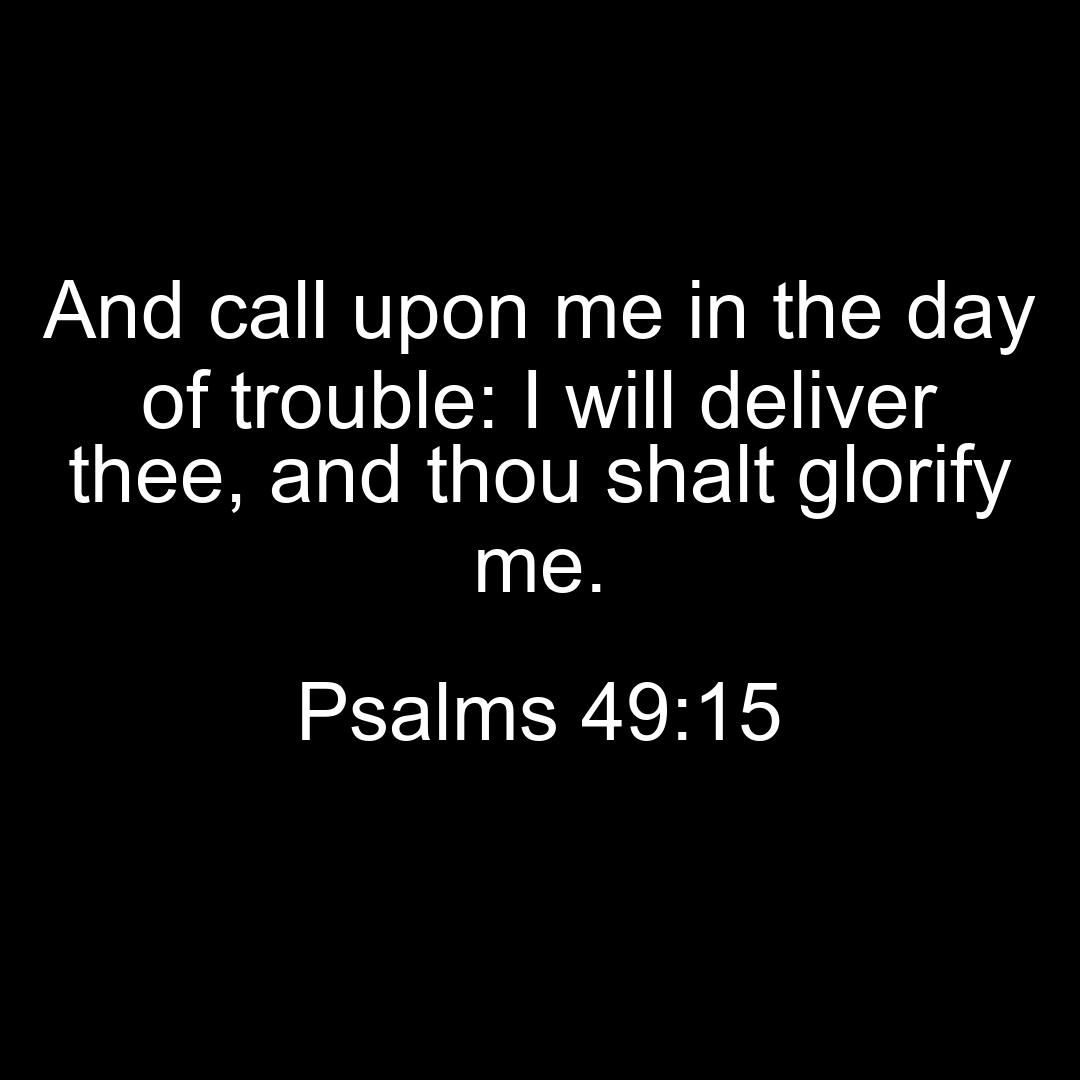 And call upon me in the day
of trouble: I will deliver
thee, and thou shalt glorify
me.
Psalms 49:15